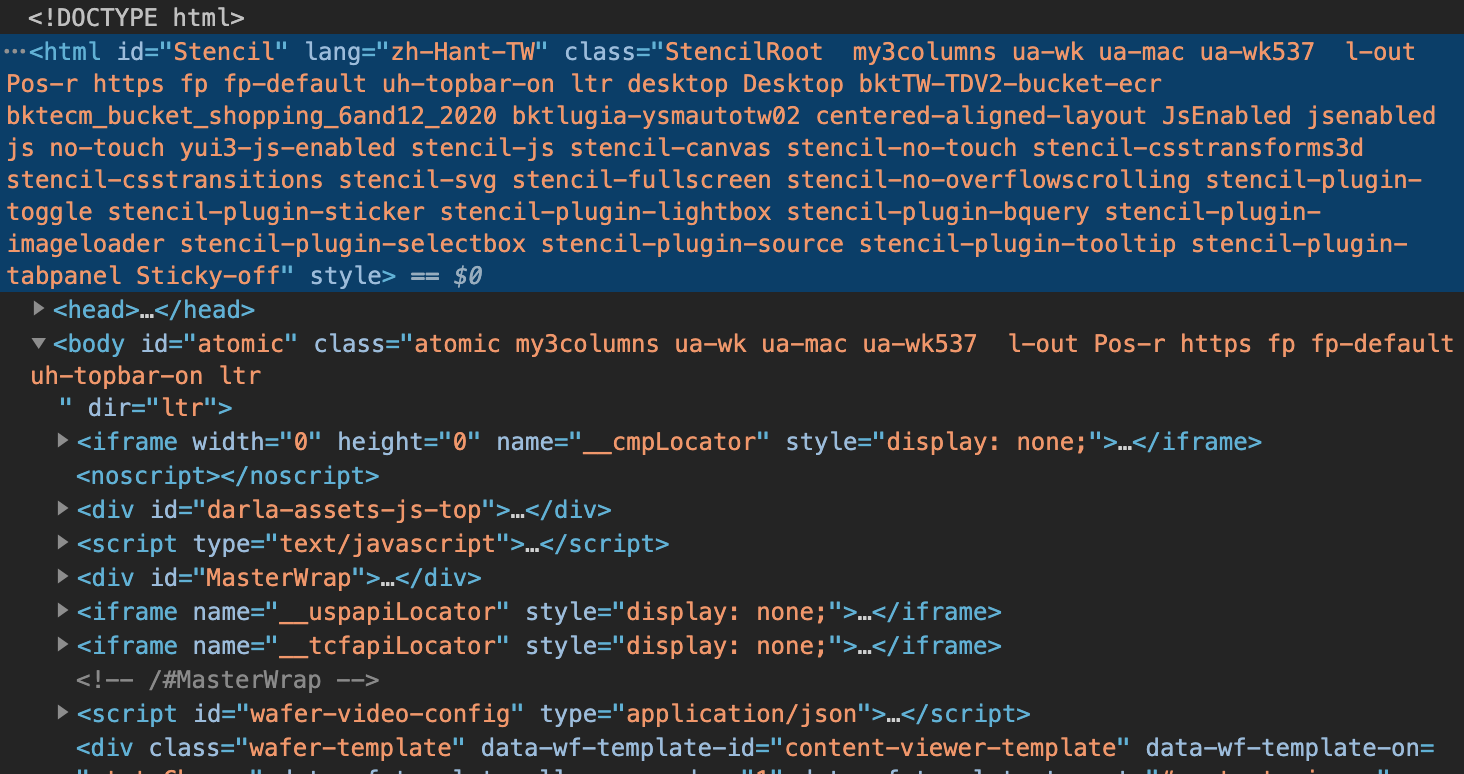 <!DOCTYPE html>
…<html id="Stencil" lang="zh-Hant-TW" class="StencilRoot  my3columns ua-wk ua-mac ua-wk537  l-out
Pos-r https fp fp-default uh-topbar-on ltr desktop Desktop bktTW-TDV2-bucket-ecr
bktecm_bucket_shopping_6and12_2020 bktlugia-ysmautotw02 centered-aligned-layout JsEnabled jsenabled
js no-touch yui3-js-enabled stencil-js stencil-canvas stencil-no-touch stencil-csstransforms3d
stencil-csstransitions stencil-svg stencil-fullscreen stencil-no-overflowscrolling stencil-plugin-
toggle stencil-plugin-sticker stencil-plugin-lightbox stencil-plugin-bquery stencil-plugin-
imageloader stencil-plugin-selectbox stencil-plugin-source stencil-plugin-tooltip stencil-plugin-
tabpanel Sticky-off" style> == $0
<head>…</head>
<body id="atomic" class="atomic my3columns ua-wk ua-mac ua-wk537  l-out Pos-r https fp fp-default
uh-topbar-on ltr
" dir="ltr">
<iframe width="0" height="0" name="__cmpLocator" style="display: none;">…</iframe>
<noscript></noscript>
<div id="darla-assets-js-top">…</div>
<script type="text/javascript">…</script>
<div id="MasterWrap">…</div>
<iframe name="__uspapiLocator" style="display: none;">…</iframe>
<iframe name="__tcfapiLocator" style="display: none;">…</iframe>
<!-- /#MasterWrap -->
<script id="wafer-video-config" type="application/json">…</script>
<div class="wafer-template" data-wf-template-id="content-viewer-template" data-wf-template-on=